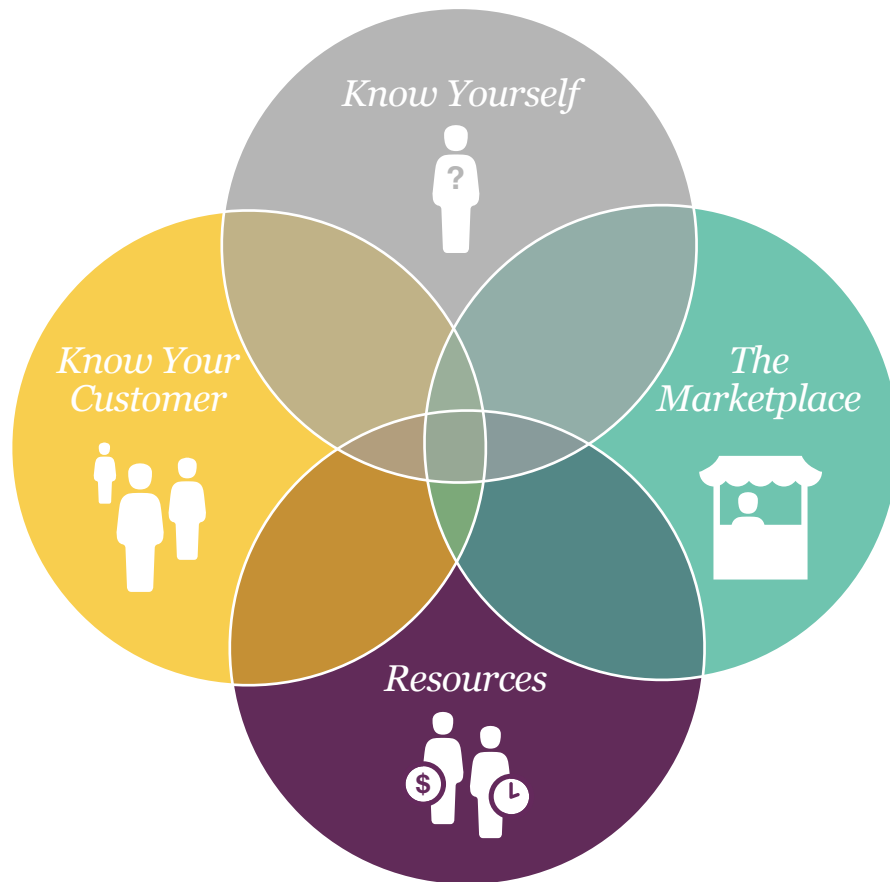 Know Yourself
?
Know Your
Customer
The
Marketplace
Resources
$